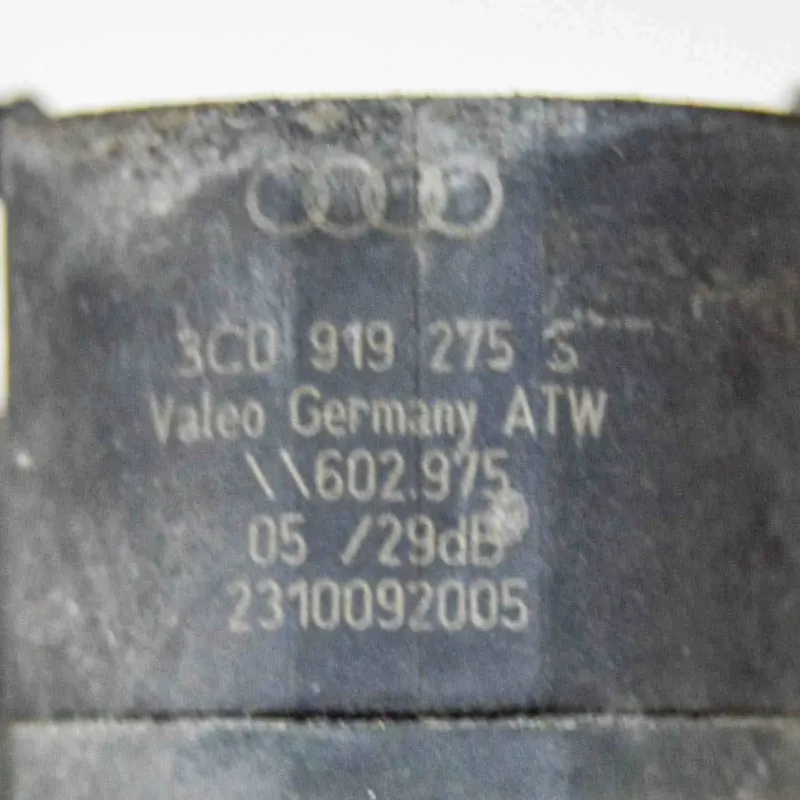 3C0 919 275 S
Valeo Germany ATW
\\602.975
05 /29dB
2310092005